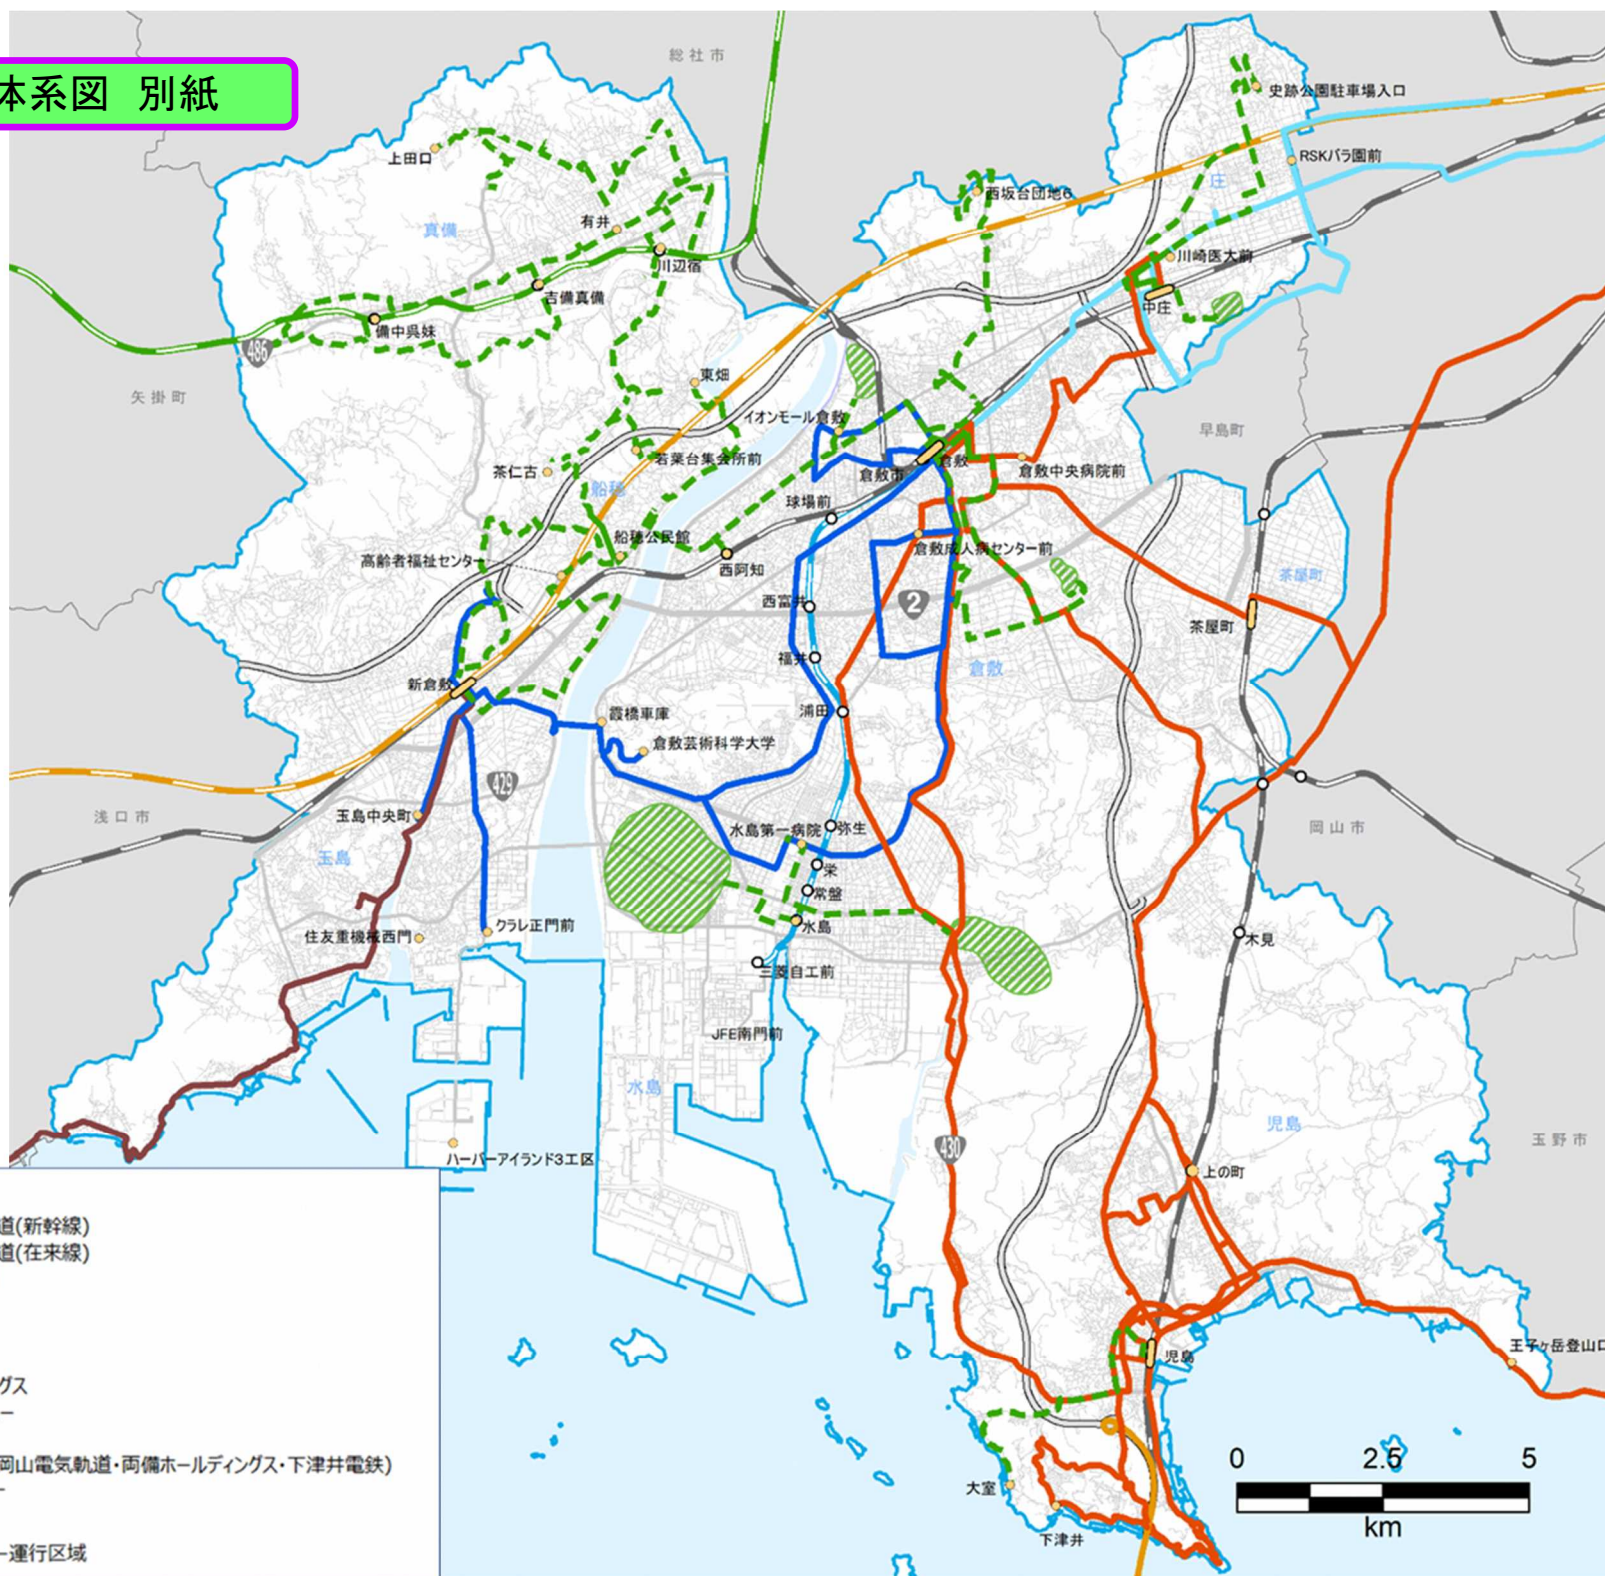 体系図 別紙
総社市
史跡公園駐車場入口
上田口
RSKバラ園前
庄
西坂台団地6
有井
真備
川辺宿
川崎医大前
吉備真備
中庄
備中呉妹
486
東畑
矢掛町
イオンモール倉敷
早島町
若葉台集会所前
倉敷
倉敷市
倉敷中央病院前
茶仁古
船穂
球場前
船穂公民館
倉敷成人病センター前
高齢者福祉センター
西阿知
茶屋町
2
西富井
茶屋町
福井
倉敷
新倉敷
浦田
霞橋車庫
倉敷芸術科学大学
429
玉島中央町
浅口市
水島第一病院
弥生
岡山市
玉島
栄
常盤
クラレ正門前
水島
住友重機械西門
木見
三菱自工前
JFE南門前
水島
児島
玉野市
430
ハーバーアイランド3工区
上の町
道(新幹線)
道(在来線)
王子ヶ岳登山口
児島
グス
ー
岡山電気軌道・両備ホールディングス・下津井電鉄)
ー
ー運行区域
0 2.5 5
km
大室
下津井